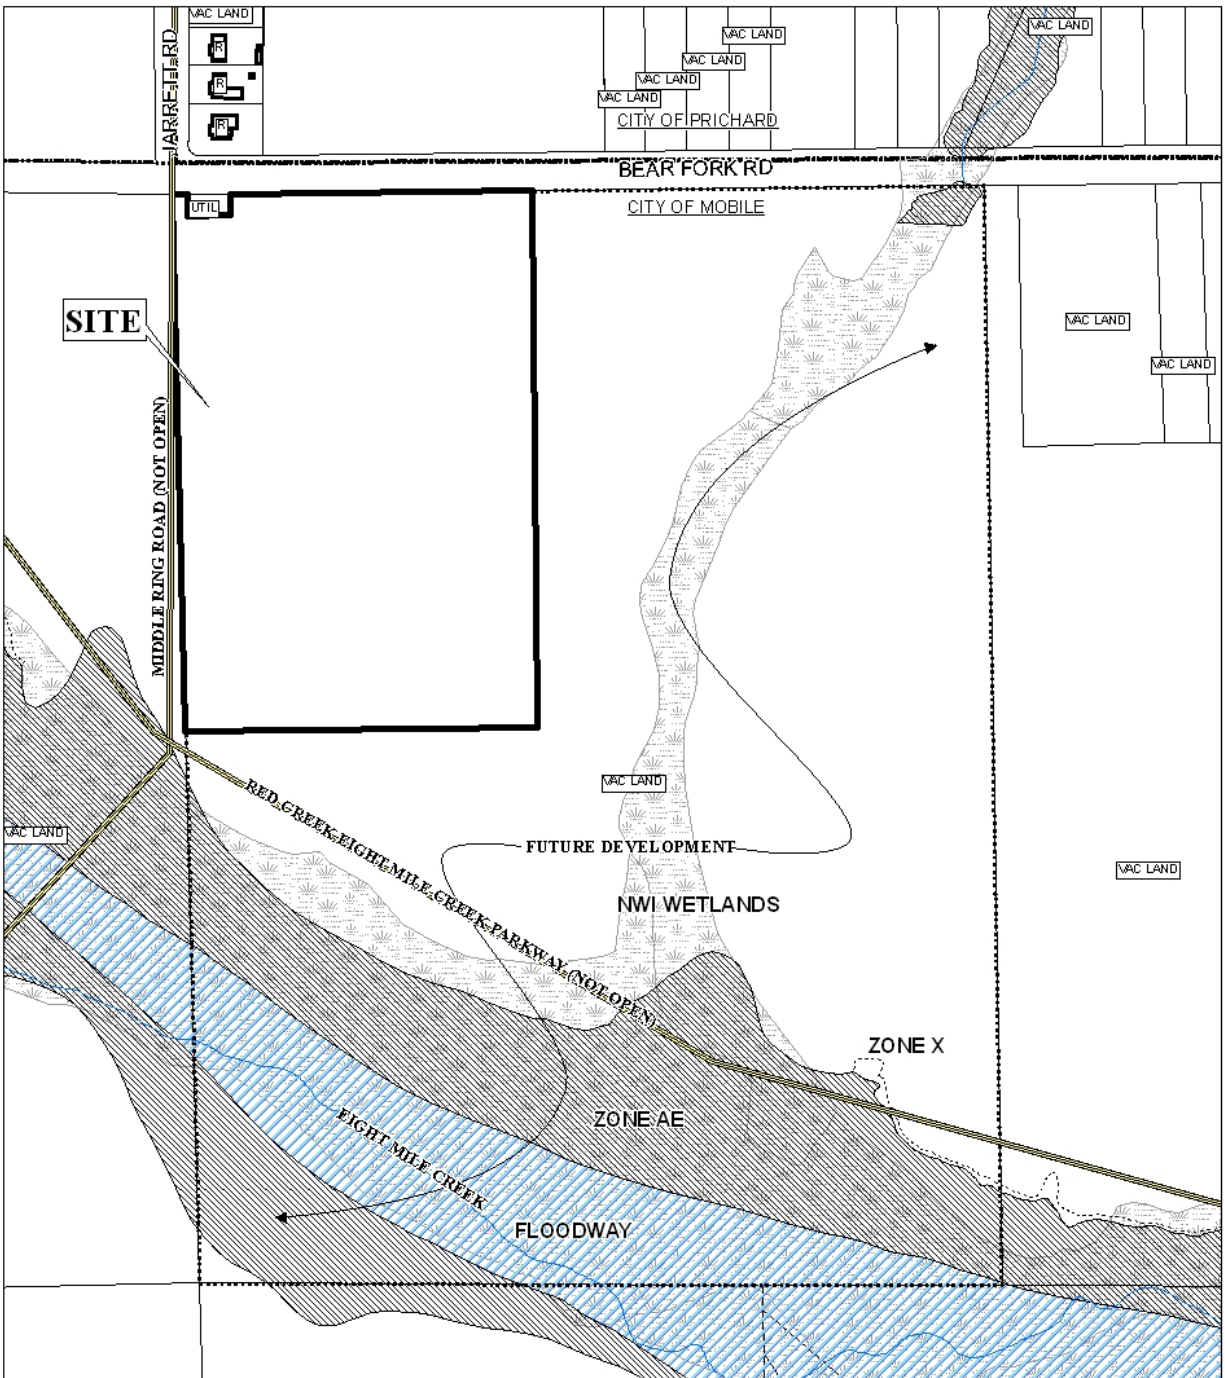 VAC LAND
VAC LAND
VAC LAND
VAC LAND
VAC LAND
VAC LAND
R
R
R
JARRETT RD
CITY OF PRICHARD
BEAR FORK RD
UTIL
CITY OF MOBILE
SITE
VAC LAND
VAC LAND
MIDDLE RING ROAD (NOT OPEN)
VAC LAND
RED CREEK-EIGHT MILE CREEK PARKWAY (NOT OPEN)
VAC LAND
FUTURE DEVELOPMENT
VAC LAND
NWI WETLANDS
ZONE X
ZONE AE
EIGHT MILE CREEK
FLOODWAY